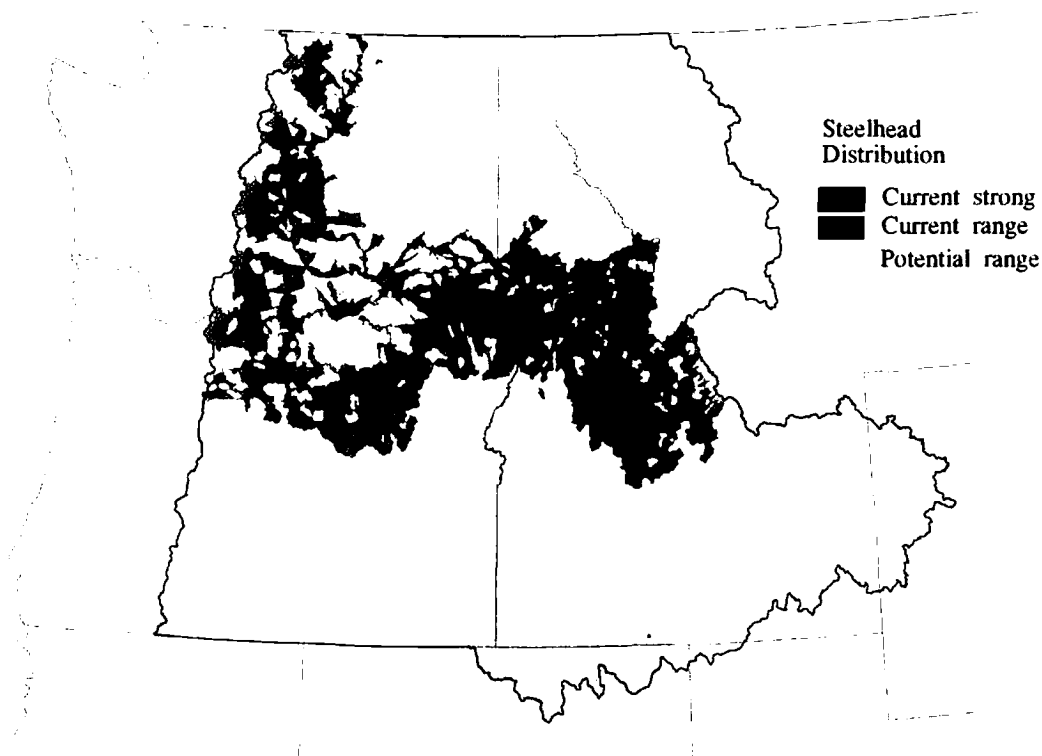 Steelhead
Distribution
Current strong
Current range
Potential range